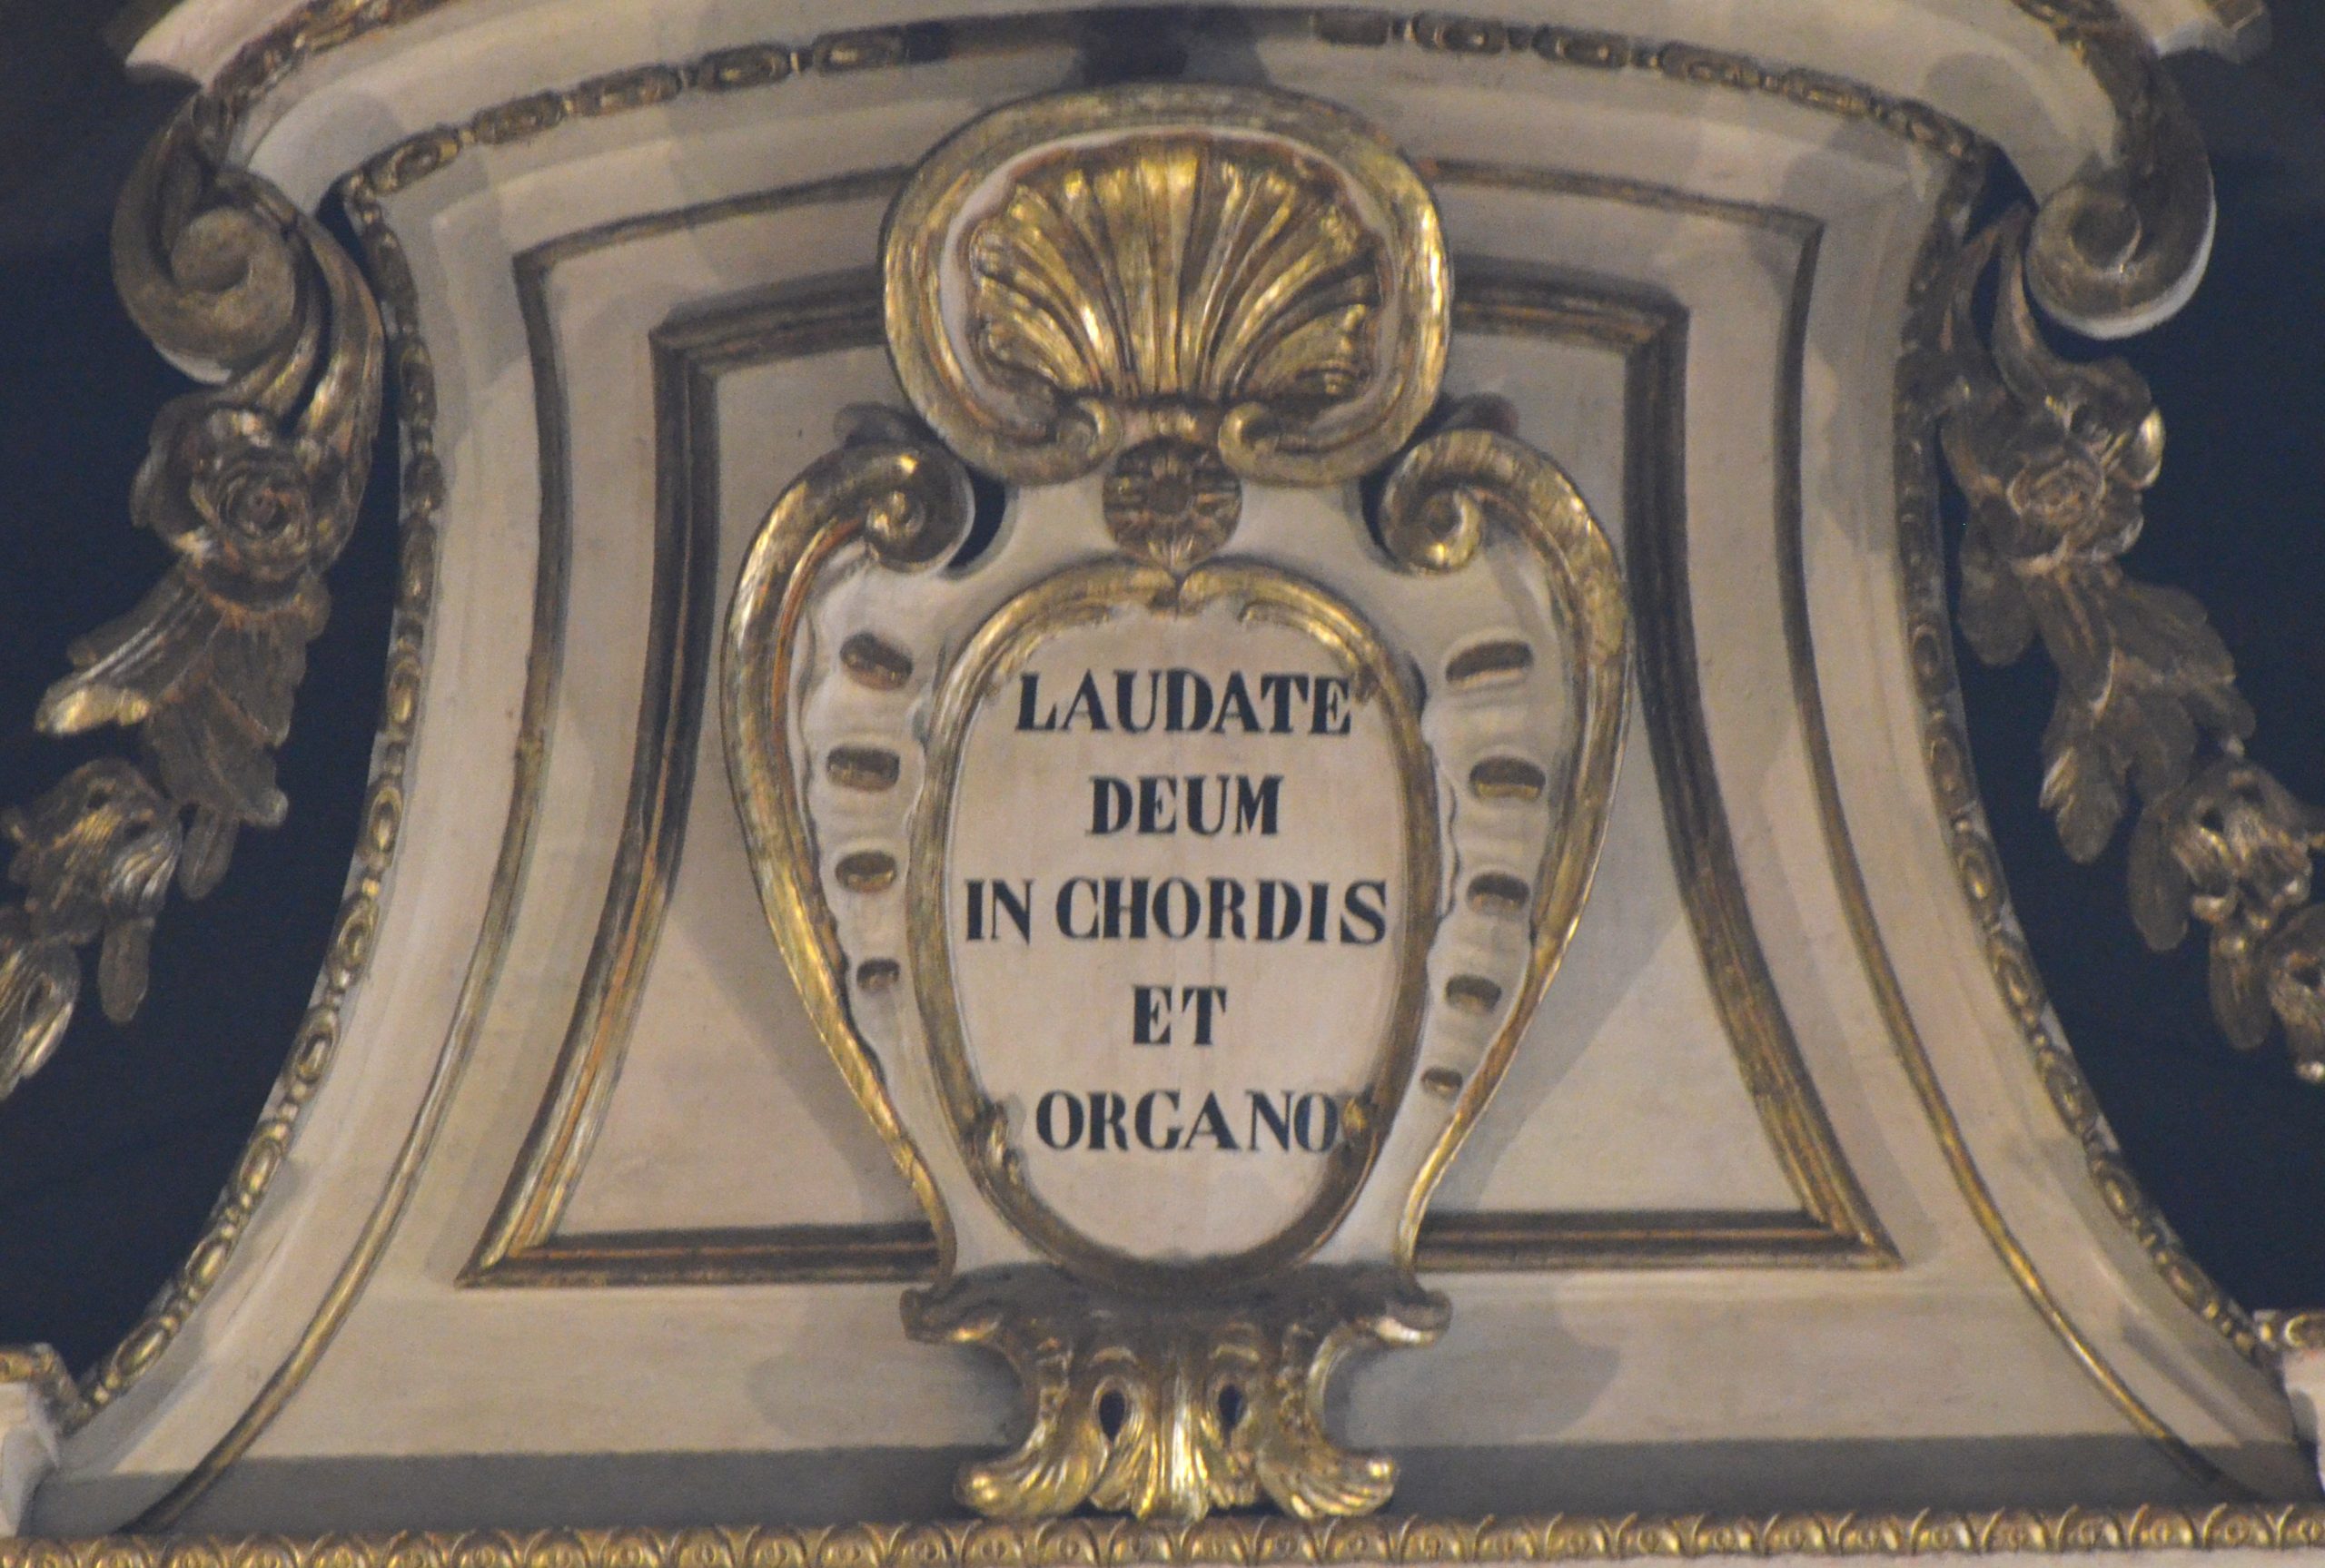 LAUDATE
DEUM
IN CHORDIS
ET
ORGANO